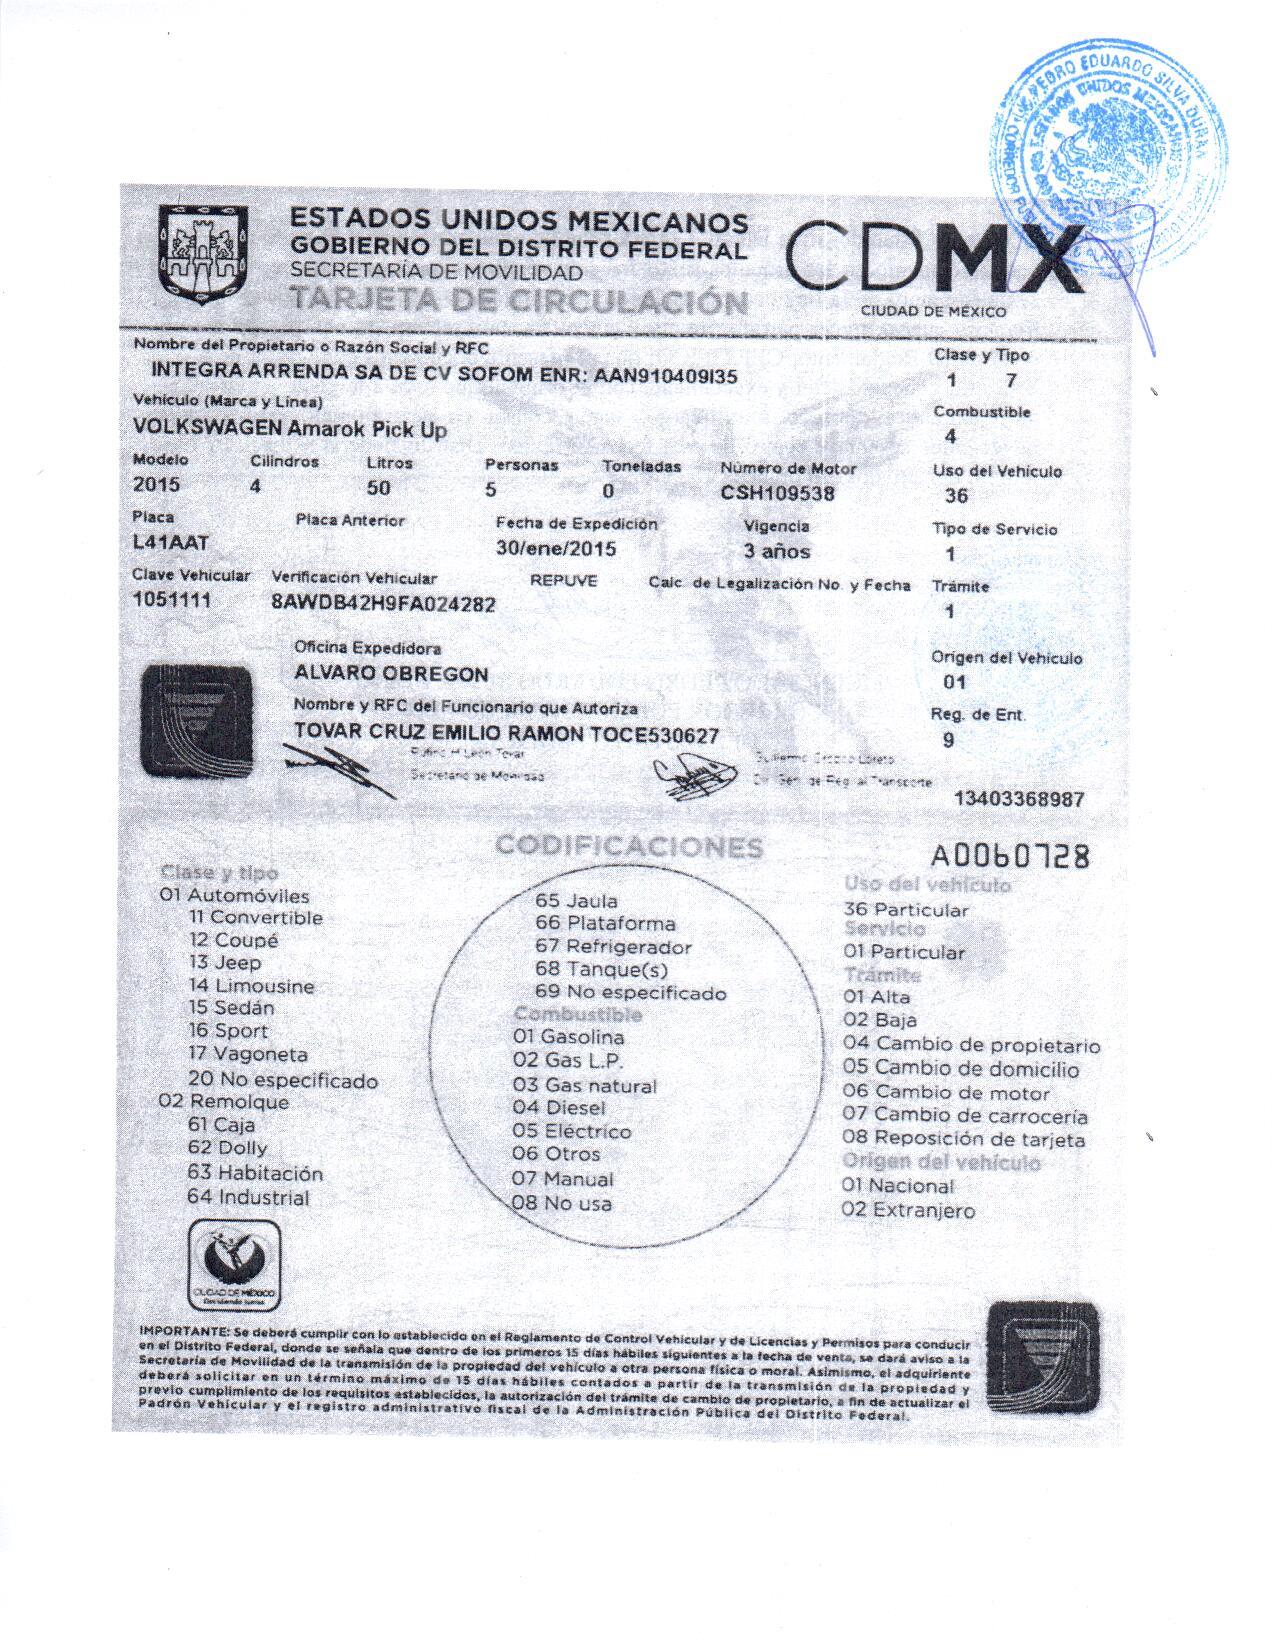 CORREDOR PUBLICO LIC. PEDRO EDUARDO SILVA DURAN
ESTADOS UNIDOS MEXICANOS
ESTADOS UNIDOS MEXICANOS
GOBIERNO DEL DISTRITO FEDERAL
SECRETARÍA DE MOVILIDAD
TARJETA DE CIRCULACIÓN
CDMX
CIUDAD DE MÉXICO
Nombre del Propietario o Razón Social y RFC
INTEGRA ARRENDA SA DE CV SOFOM ENR: AAN910409I35
Clase y Tipo
1 7
Vehículo (Marca y Línea)
VOLKSWAGEN Amarok Pick Up
Combustible
4
Modelo Cilindros Litros Personas Toneladas Número de Motor Uso del Vehículo
2015 4 50 5 0 CSH109538 36
Placa Placa Anterior Fecha de Expedición Vigencia Tipo de Servicio
L41AAT 30/ene/2015 3 años 1
Clave Vehicular Verificación Vehicular REPUVE Calc. de Legalización No. y Fecha Trámite
1051111 8AWDB42H9FA024282 1
Oficina Expedidora
ALVARO OBREGON
Origen del Vehículo
01
Nombre y RFC del Funcionario que Autoriza
TOVAR CRUZ EMILIO RAMON TOCE530627
Reg. de Ent.
9
Secretario de Movilidad
13403368987
CODIFICACIONES
A0060728
Clase y tipo
01 Automóviles
11 Convertible
12 Coupé
13 Jeep
14 Limousine
15 Sedán
16 Sport
17 Vagoneta
20 No especificado
02 Remolque
61 Caja
62 Dolly
63 Habitación
64 Industrial
65 Jaula
66 Plataforma
67 Refrigerador
68 Tanque(s)
69 No especificado
Combustible
01 Gasolina
02 Gas L.P.
03 Gas natural
04 Diesel
05 Eléctrico
06 Otros
07 Manual
08 No usa
Uso del vehículo
36 Particular
Servicio
01 Particular
Trámite
01 Alta
02 Baja
04 Cambio de propietario
05 Cambio de domicilio
06 Cambio de motor
07 Cambio de carrocería
08 Reposición de tarjeta
Origen del vehículo
01 Nacional
02 Extranjero
CIUDAD DE MÉXICO
Decidiendo juntos
IMPORTANTE: Se deberá cumplir con lo establecido en el Reglamento de Control Vehicular y de Licencias y Permisos para conducir
en el Distrito Federal, donde se señala que dentro de los primeros 15 días hábiles siguientes a la fecha de venta, se dará aviso a la
Secretaría de Movilidad de la transmisión de la propiedad del vehículo a otra persona física o moral. Asimismo, el adquiriente
deberá solicitar en un término máximo de 15 días hábiles contados a partir de la transmisión de la propiedad y
previo cumplimiento de los requisitos establecidos, la autorización del trámite de cambio de propietario, a fin de actualizar el
Padrón Vehicular y el registro administrativo fiscal de la Administración Pública del Distrito Federal.